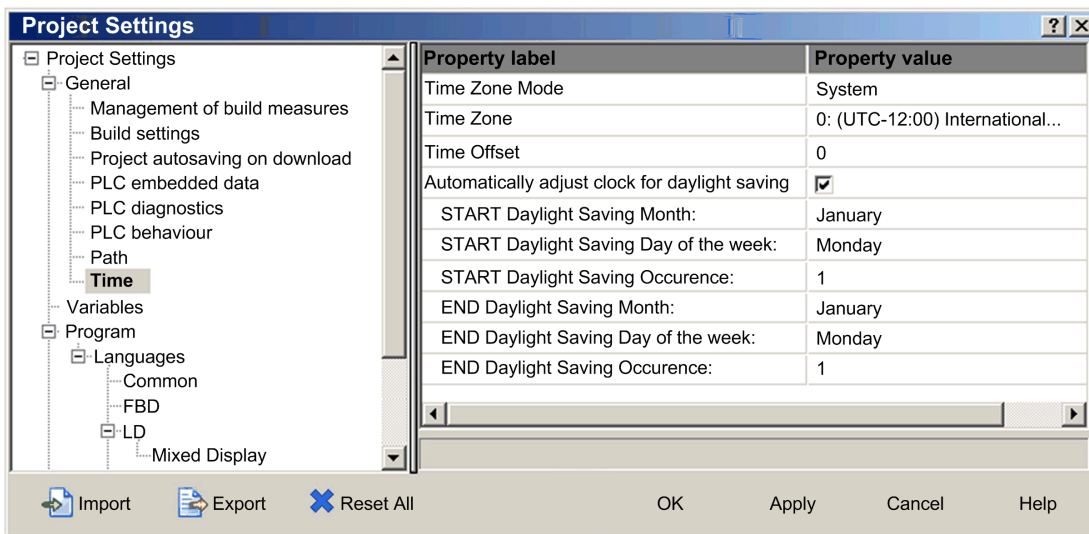 Project Settings
Project Settings
General
Management of build measures
Build settings
Project autosaving on download
PLC embedded data
PLC diagnostics
PLC behaviour
Path
Time
Variables
Program
Languages
Common
FBD
LD
Mixed Display
Property label Property value
Time Zone Mode System
Time Zone 0: (UTC-12:00) International...
Time Offset 0
Automatically adjust clock for daylight saving
START Daylight Saving Month: January
START Daylight Saving Day of the week: Monday
START Daylight Saving Occurence: 1
END Daylight Saving Month: January
END Daylight Saving Day of the week: Monday
END Daylight Saving Occurence: 1
Import Export Reset All OK Apply Cancel Help